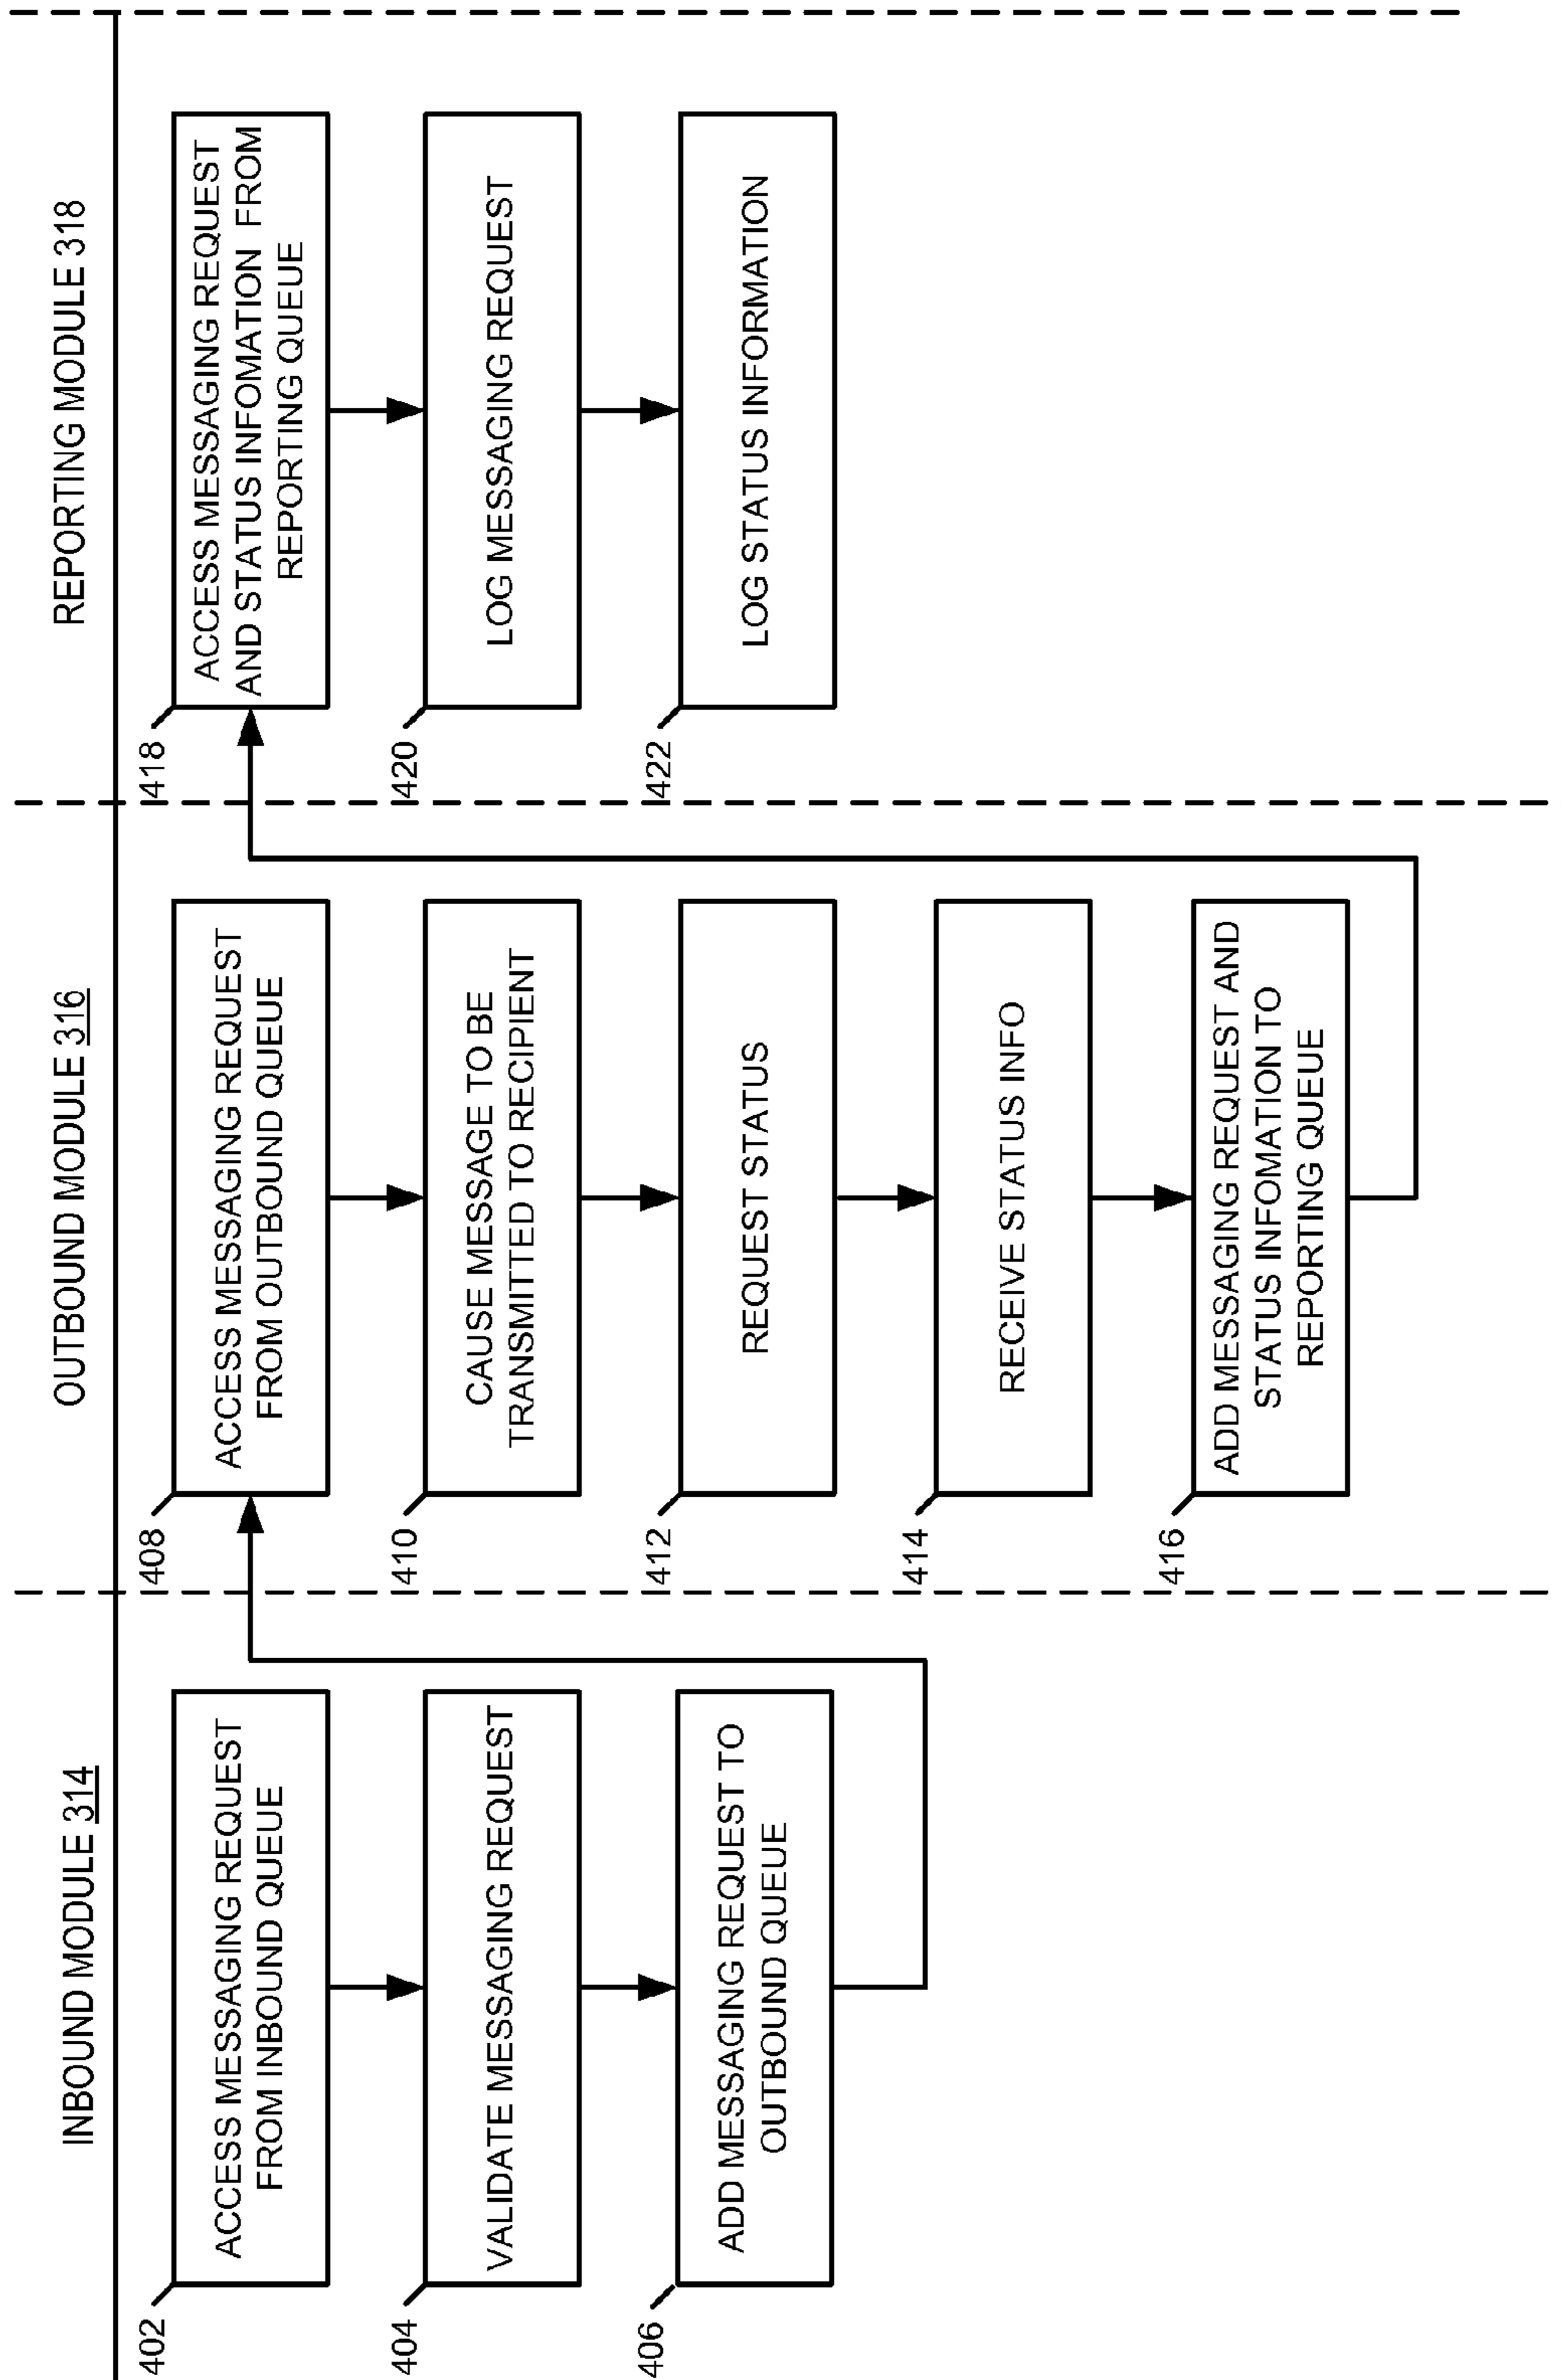 INBOUND MODULE 314
402
ACCESS MESSAGING REQUEST
FROM INBOUND QUEUE
404
VALIDATE MESSAGING REQUEST
406
ADD MESSAGING REQUEST TO
OUTBOUND QUEUE
OUTBOUND MODULE 316
408
ACCESS MESSAGING REQUEST
FROM OUTBOUND QUEUE
410
CAUSE MESSAGE TO BE
TRANSMITTED TO RECIPIENT
412
REQUEST STATUS
414
RECEIVE STATUS INFO
416
ADD MESSAGING REQUEST AND
STATUS INFOMATION TO
REPORTING QUEUE
REPORTING MODULE 318
418
ACCESS MESSAGING REQUEST
AND STATUS INFOMATION FROM
REPORTING QUEUE
420
LOG MESSAGING REQUEST
422
LOG STATUS INFORMATION